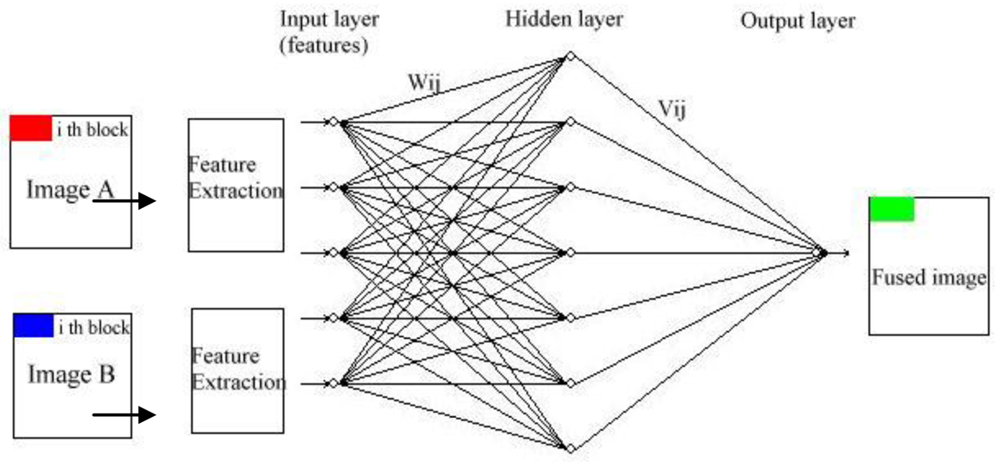 Input layer
(features)
Hidden layer
Output layer
Wij
Vij
i th block
Image A
Feature
Extraction
Fused image
i th block
Image B
Feature
Extraction